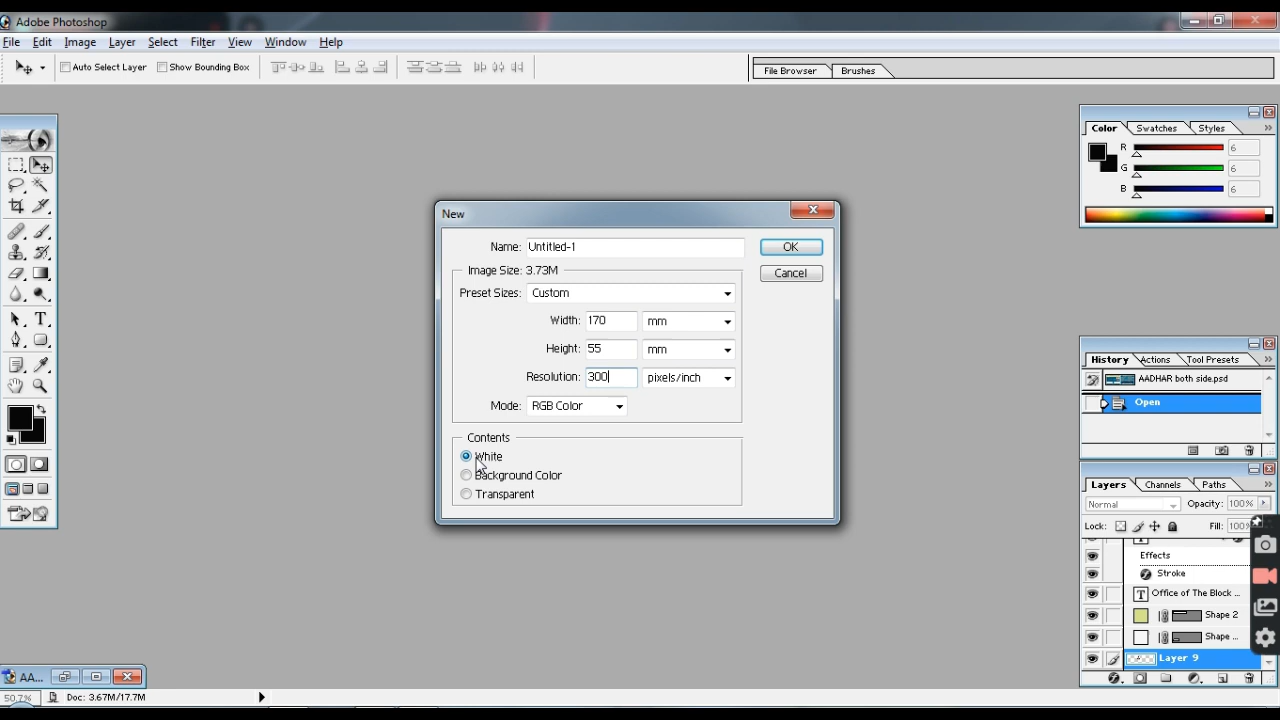 Adobe Photoshop
File Edit Image Layer Select Filter View Window Help
Auto Select Layer Show Bounding Box File Browser Brushes
Color Swatches Styles
R 6
G 6
B 6
New
Name: Untitled-1 OK
Image Size: 3.73M Cancel
Preset Sizes: Custom
Width: 170 mm
Height: 55 mm
Resolution: 300 pixels/inch
Mode: RGB Color
Contents
White
Background Color
Transparent
History Actions Tool Presets
AADHAR both side.psd
Open
Layers Channels Paths
Normal Opacity: 100%
Lock: Fill: 100%
Effects
Stroke
T Office of The Block ...
Shape 2
Shape ...
Layer 9
AA...
50.7% Doc: 3.67M/17.7M